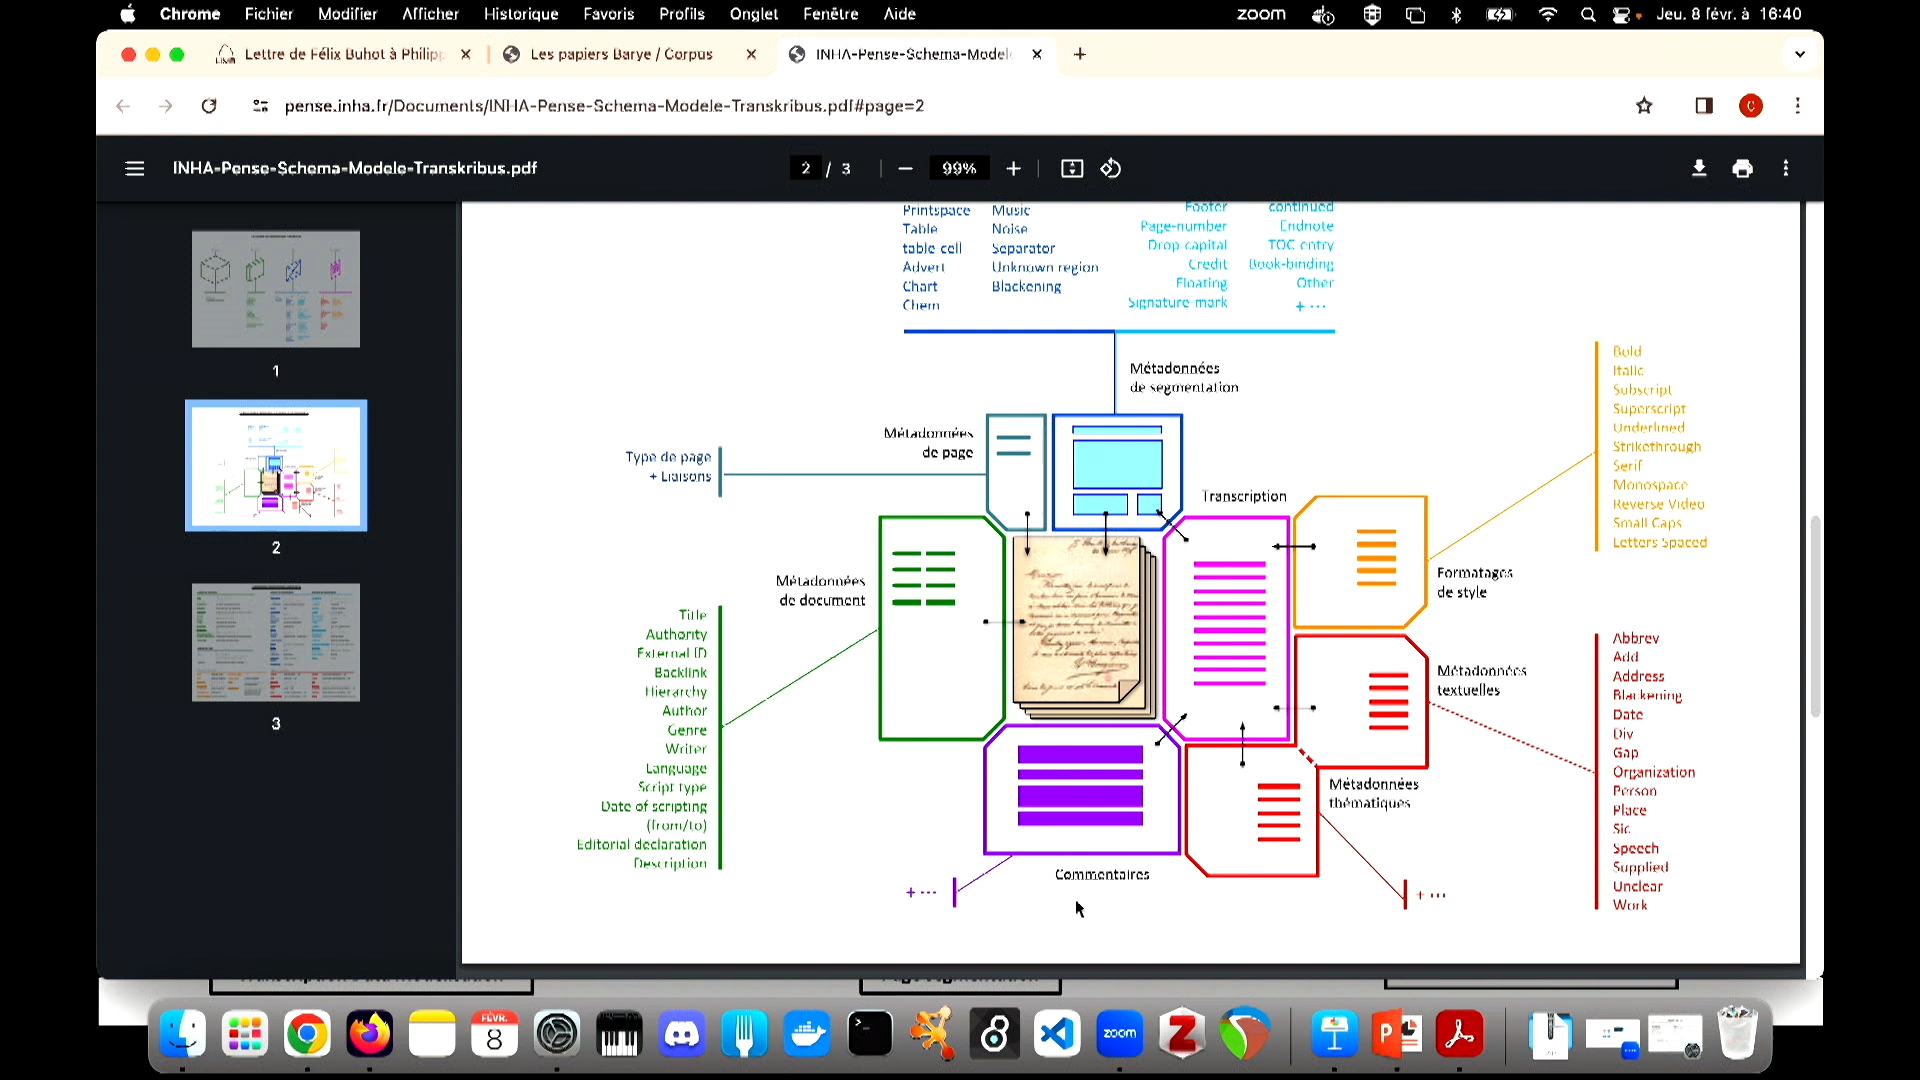 Chrome Fichier Modifier Afficher Historique Favoris Profils Onglet Fenêtre Aide
zoom Jeu. 8 févr. à 16:40
Lettre de Félix Buhot à Philipp
Les papiers Barye / Corpus
INHA-Pense-Schema-Model
pense.inha.fr/Documents/INHA-Pense-Schema-Modele-Transkribus.pdf#page=2
C
INHA-Pense-Schema-Modele-Transkribus.pdf
2 / 3
99%
1
2
3
Printspace
Table
table-cell
Advert
Chart
Chem
Music
Noise
Separator
Unknown region
Blackening
Footer
Page-number
Drop-capital
Credit
Floating
Signature-mark
continued
Endnote
TOC-entry
Book-binding
Other
+ ...
Métadonnées
de segmentation
Métadonnées
de page
Type de page
+ Liaisons
Transcription
Bold
Italic
Subscript
Superscript
Underlined
Strikethrough
Serif
Monospace
Reverse Video
Small Caps
Letters Spaced
Formatages
de style
Métadonnées
de document
Title
Authority
External ID
Backlink
Hierarchy
Author
Genre
Writer
Language
Script type
Date of scripting
(from/to)
Editorial declaration
Description
Métadonnées
textuelles
Abbrev
Add
Address
Blackening
Date
Div
Gap
Organization
Person
Place
Sic
Speech
Supplied
Unclear
Work
Métadonnées
thématiques
+ ...
Commentaires
+ ...
FÉVR.
8
zoom